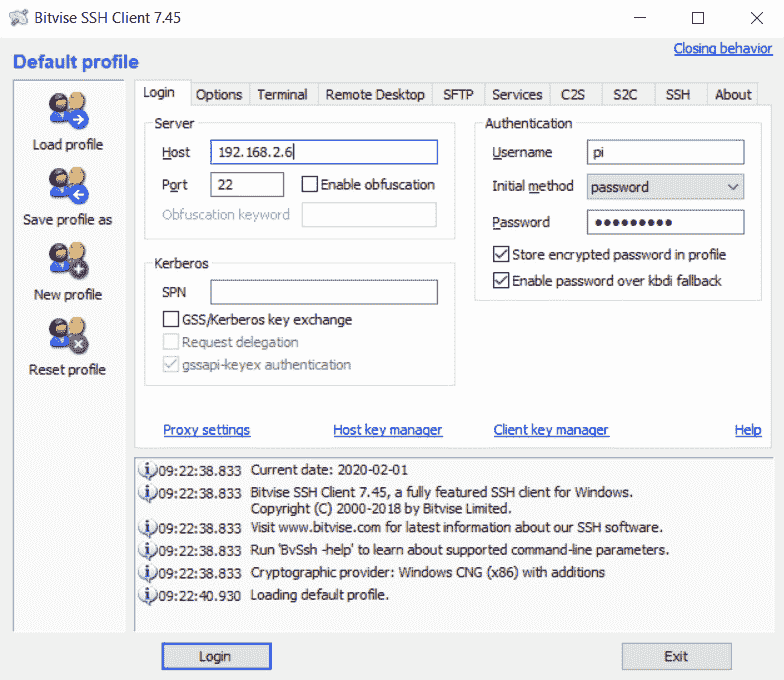 Bitvise SSH Client 7.45
Default profile
Closing behavior
Load profile
Save profile as
New profile
Reset profile
Login Options Terminal Remote Desktop SFTP Services C2S S2C SSH About
Server
Host 192.168.2.6
Port 22 Enable obfuscation
Obfuscation keyword
Kerberos
SPN
GSS/Kerberos key exchange
Request delegation
gssapi-keyex authentication
Authentication
Username pi
Initial method password
Password •••••••••
Store encrypted password in profile
Enable password over kbdi fallback
Proxy settings Host key manager Client key manager Help
09:22:38.833 Current date: 2020-02-01
09:22:38.833 Bitvise SSH Client 7.45, a fully featured SSH client for Windows.
Copyright (C) 2000-2018 by Bitvise Limited.
09:22:38.833 Visit www.bitvise.com for latest information about our SSH software.
09:22:38.833 Run 'BvSsh -help' to learn about supported command-line parameters.
09:22:38.833 Cryptographic provider: Windows CNG (x86) with additions
09:22:40.930 Loading default profile.
Login Exit